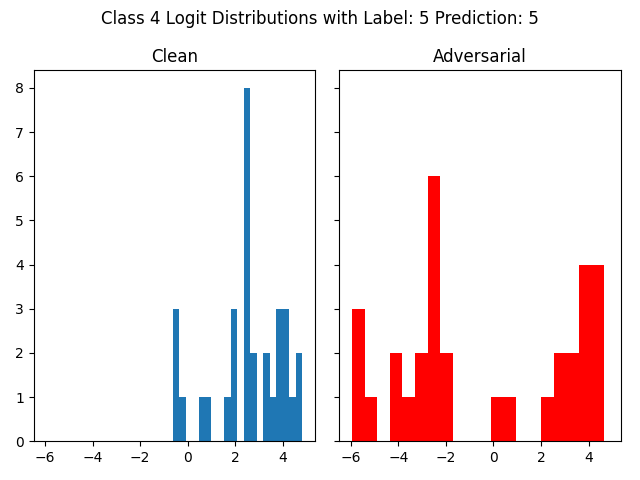 Class 4 Logit Distributions with Label: 5 Prediction: 5
Clean
Adversarial
8
7
6
5
4
3
2
1
0
−6 −4 −2 0 2 4
−6 −4 −2 0 2 4